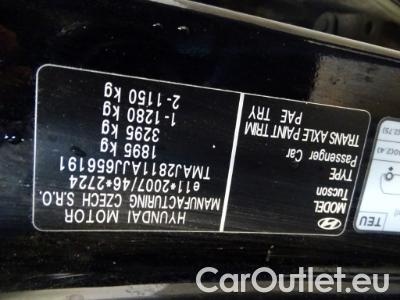 HYUNDAI MOTOR
MANUFACTURING CZECH S.R.O.
e11*2007/46*2724
TMAJ2811AJJ656191
1895 kg
3295 kg
1- 1280 kg
2- 1150 kg
MODEL
Tucson
TYPE
Passenger Car
TRANS AXLE PAINT TRIM
PAE TRY
TEU
CarOutlet.eu